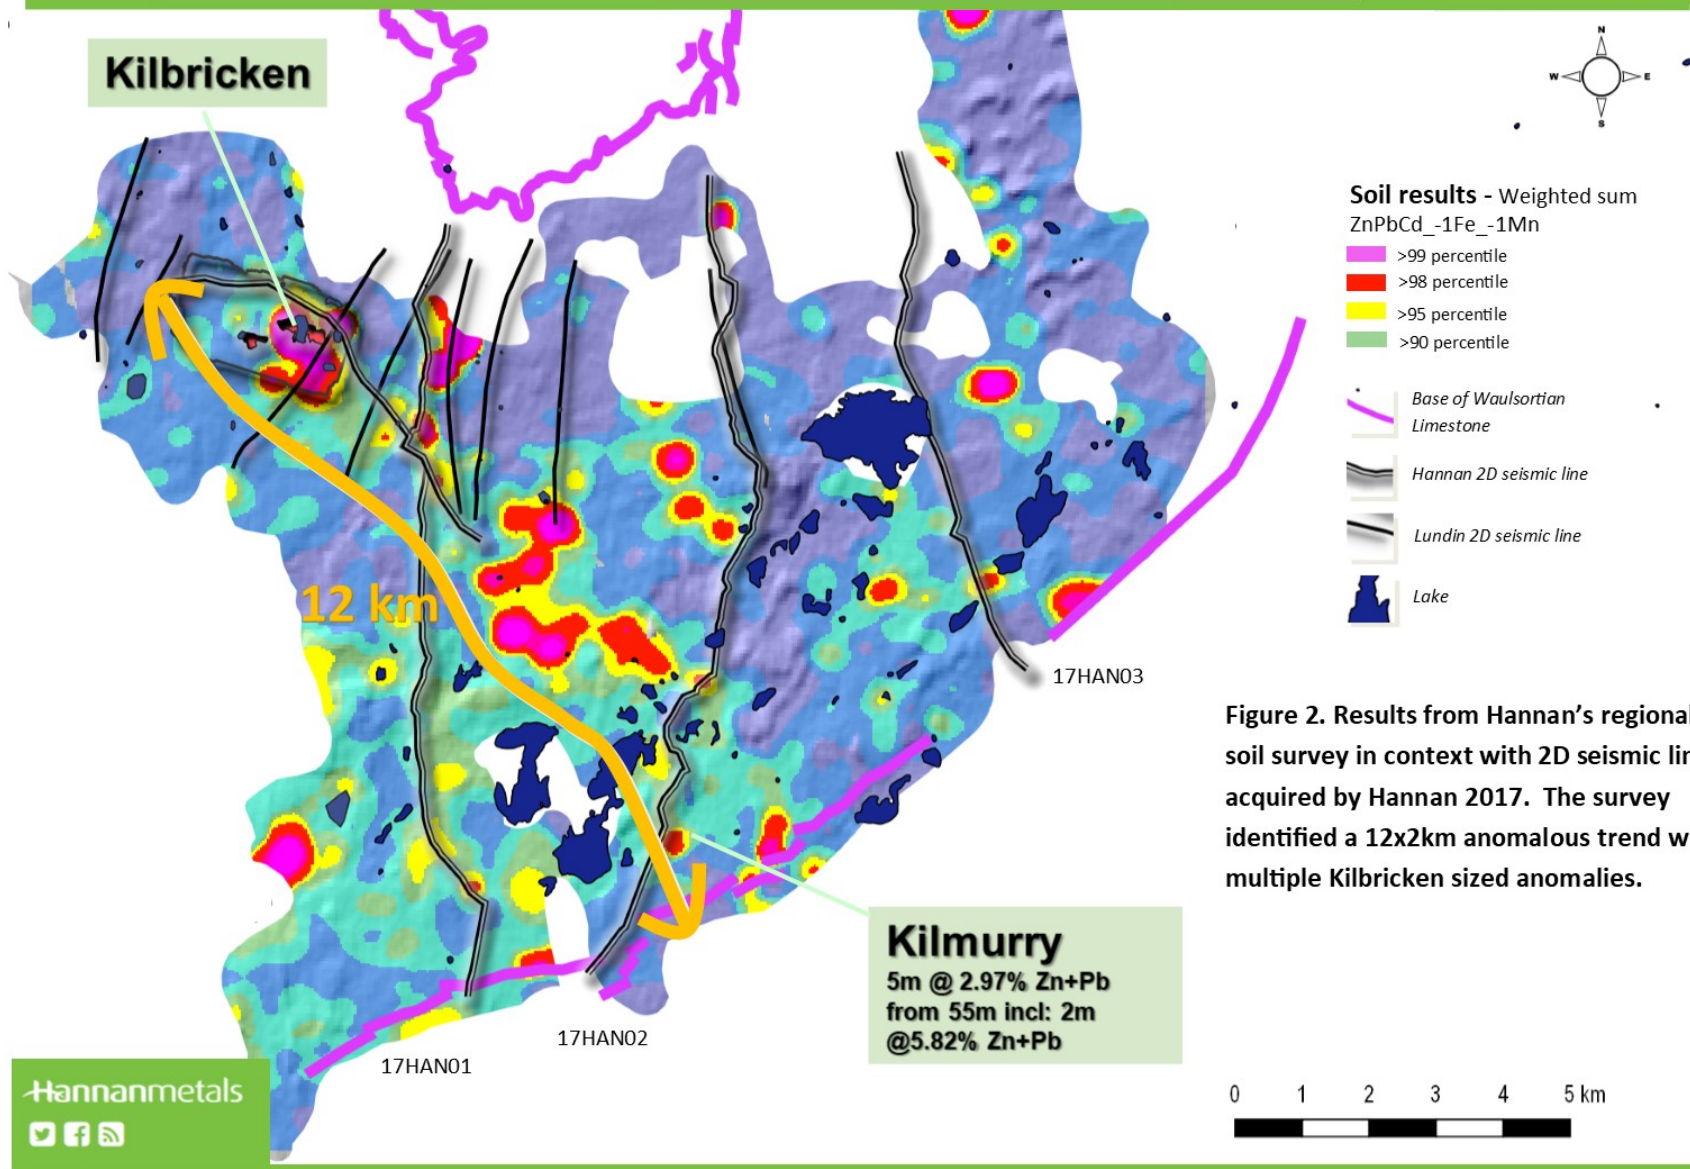 Kilbricken
N
W
E
S
Soil results - Weighted sum
ZnPbCd_-1Fe_-1Mn
>99 percentile
>98 percentile
>95 percentile
>90 percentile
Base of Waulsortian
Limestone
Hannan 2D seismic line
Lundin 2D seismic line
Lake
12 km
17HAN03
Figure 2. Results from Hannan’s regional
soil survey in context with 2D seismic lin
acquired by Hannan 2017. The survey
identified a 12x2km anomalous trend w
multiple Kilbricken sized anomalies.
Kilmurry
5m @ 2.97% Zn+Pb
from 55m incl: 2m
@5.82% Zn+Pb
17HAN02
17HAN01
Hannanmetals
0 1 2 3 4 5 km